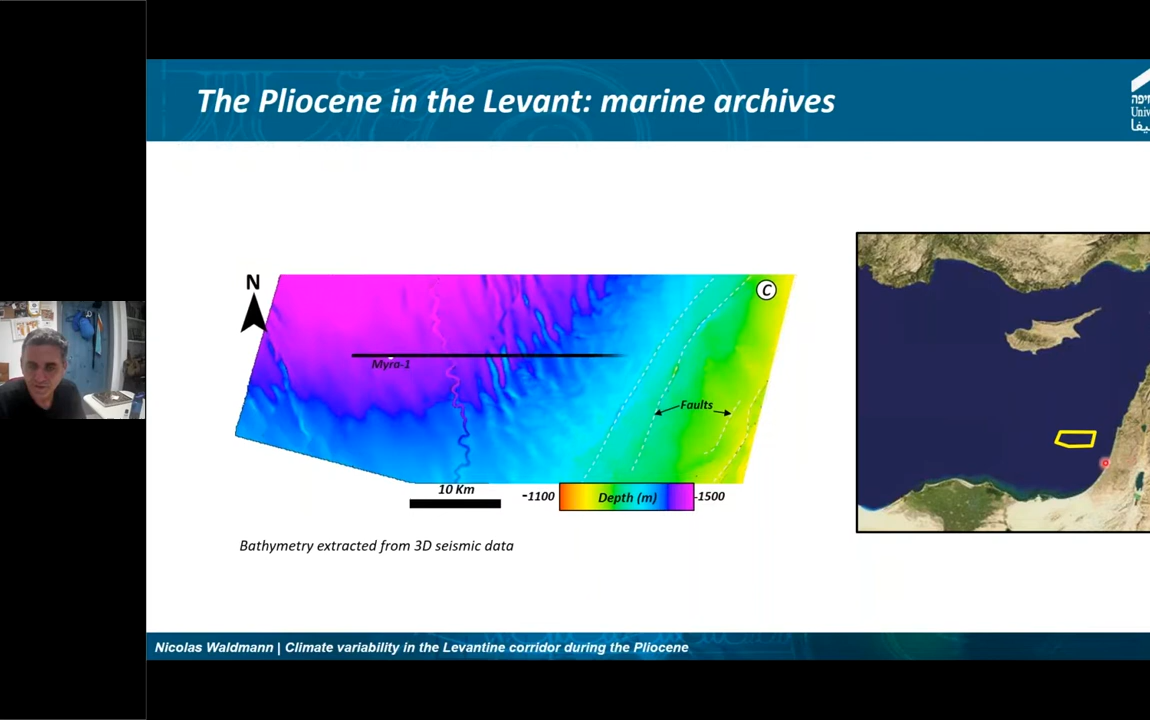 The Pliocene in the Levant: marine archives
N
C
Myra-1
Faults
10 Km
-1100
Depth (m)
-1500
Bathymetry extracted from 3D seismic data
Nicolas Waldmann | Climate variability in the Levantine corridor during the Pliocene